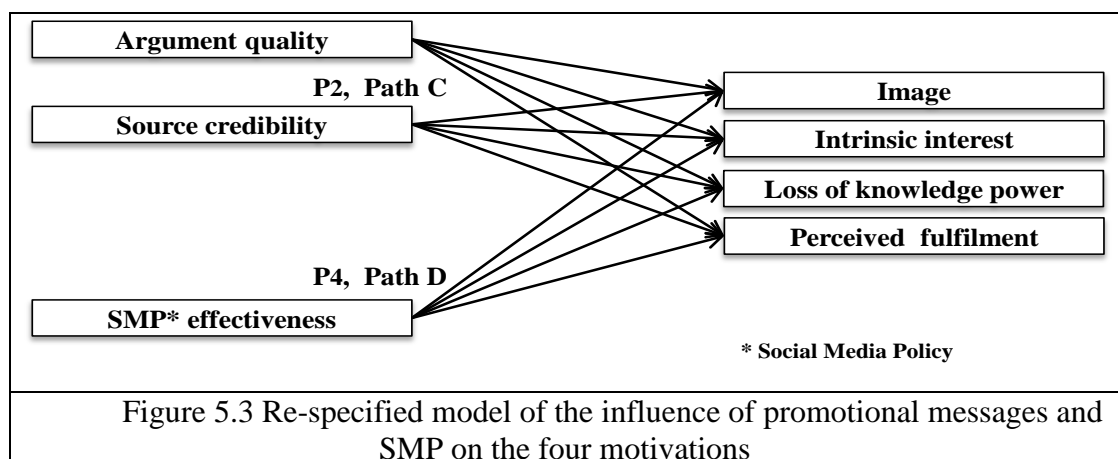 Argument quality
P2, Path C
Source credibility
Image
Intrinsic interest
Loss of knowledge power
Perceived fulfilment
P4, Path D
SMP* effectiveness
* Social Media Policy
Figure 5.3 Re-specified model of the influence of promotional messages and
SMP on the four motivations